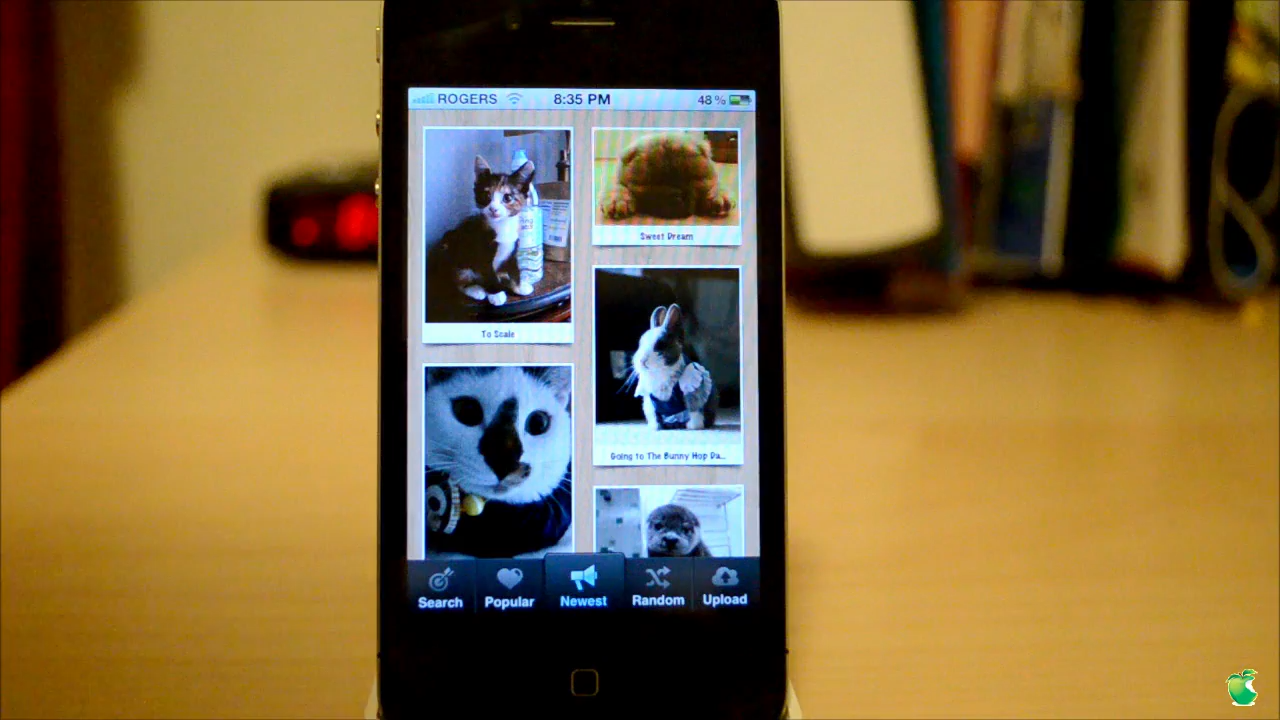 ROGERS 8:35 PM 48%
To Scale
Sweet Dream
Going to The Bunny Hop Da...
Search Popular Newest Random Upload